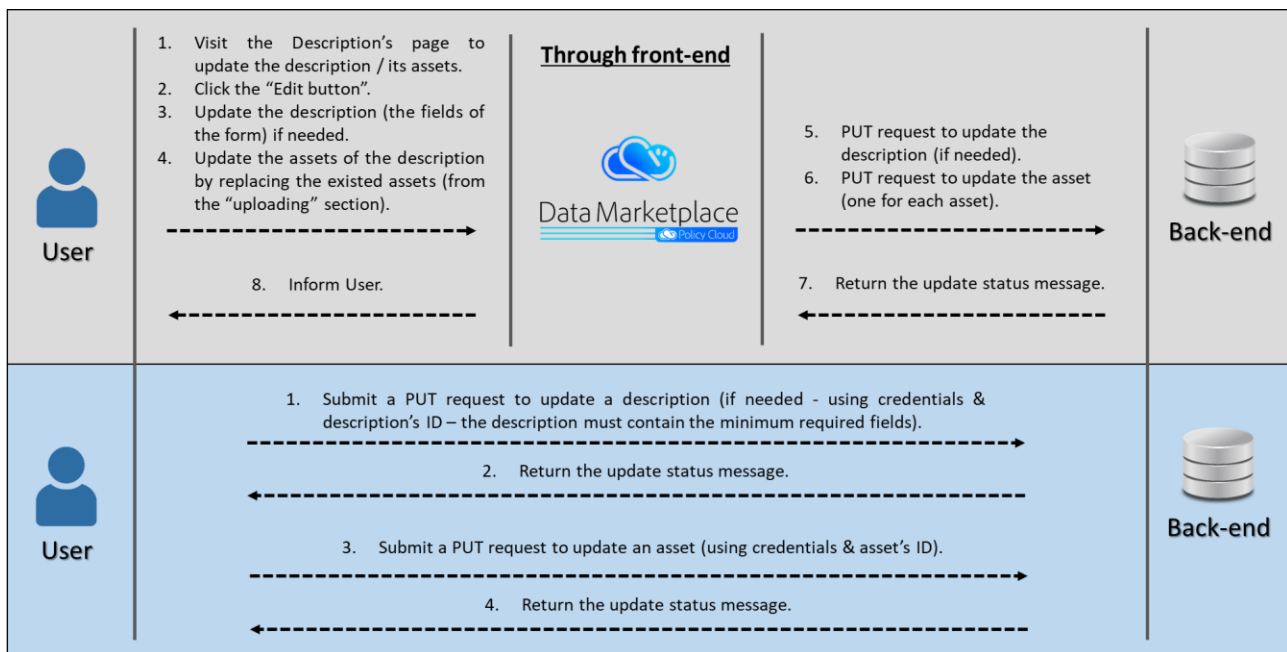 1. Visit the Description’s page to
update the description / its assets.
2. Click the “Edit button”.
3. Update the description (the fields of
the form) if needed.
4. Update the assets of the description
by replacing the existed assets (from
the “uploading” section).
User
8. Inform User.
Through front-end
Data Marketplace
Policy Cloud
5. PUT request to update the
description (if needed).
6. PUT request to update the asset
(one for each asset).
7. Return the update status message.
Back-end
1. Submit a PUT request to update a description (if needed - using credentials &
description’s ID – the description must contain the minimum required fields).
2. Return the update status message.
User
Back-end
3. Submit a PUT request to update an asset (using credentials & asset’s ID).
4. Return the update status message.